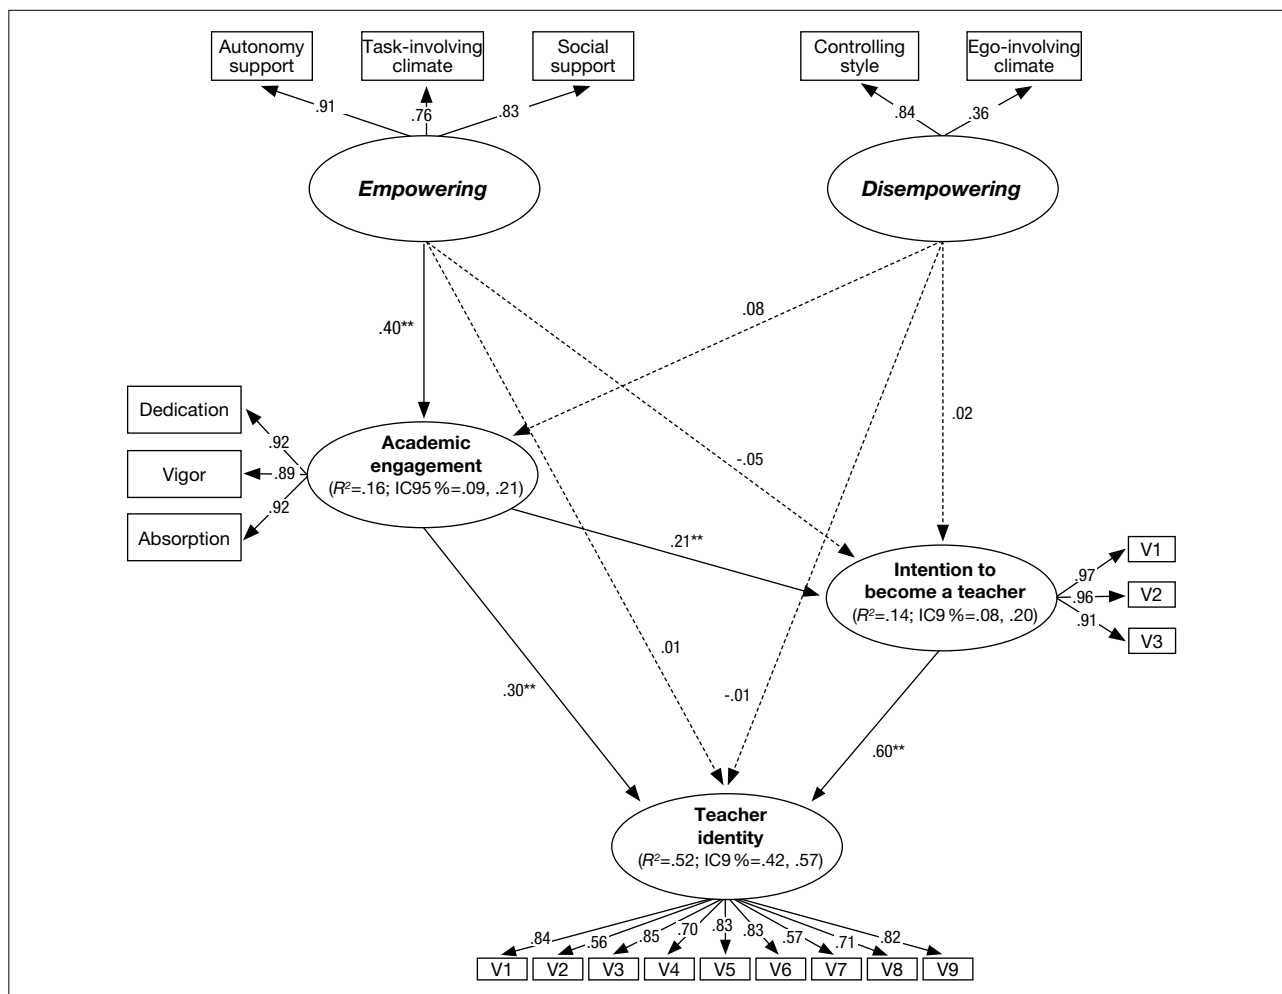 Autonomy
support
Task-involving
climate
Social
support
Controlling
style
Ego-involving
climate
.91
.76
.83
.84
.36
Empowering
Disempowering
.40**
.08
.02
-.05
Dedication
Vigor
Absorption
.92
.89
.92
Academic
engagement
(R²=.16; IC95 %=.09, .21)
.21**
Intention to
become a teacher
(R²=.14; IC9 %=.08, .20)
.97
.96
.91
V1
V2
V3
.30**
.01
-.01
.60**
Teacher
identity
(R²=.52; IC9 %=.42, .57)
.84
.56
.85
.70
.83
.83
.57
.71
.82
V1
V2
V3
V4
V5
V6
V7
V8
V9